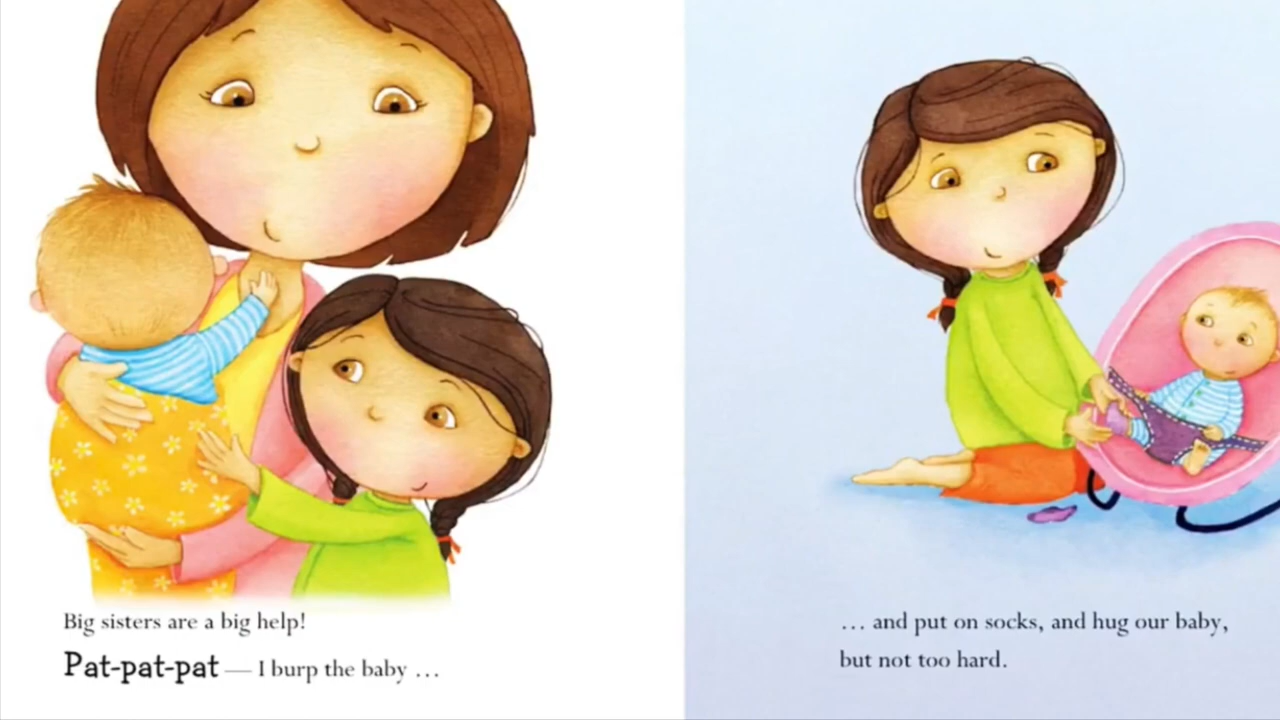 Big sisters are a big help!
Pat-pat-pat — I burp the baby …
… and put on socks, and hug our baby,
but not too hard.